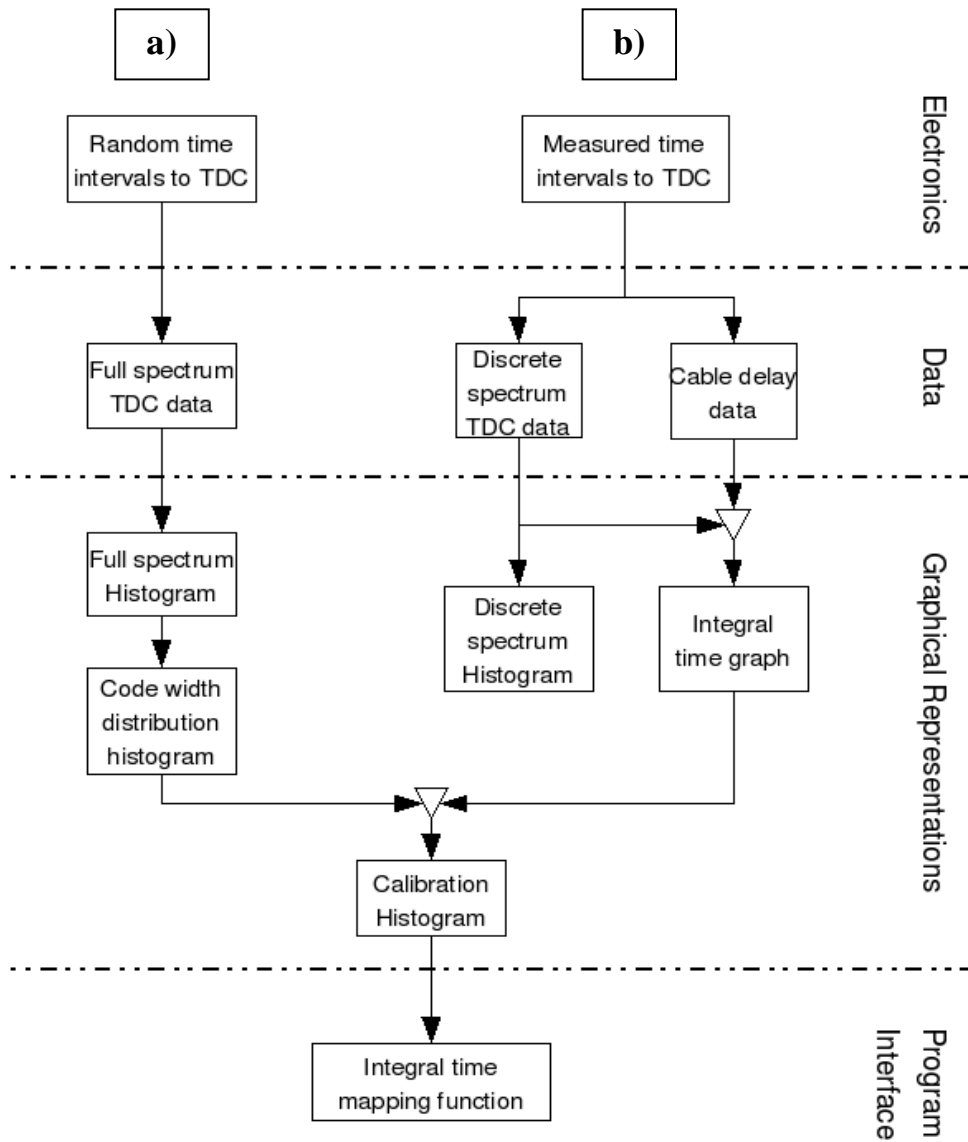 a)
b)
Random time
intervals to TDC
Measured time
intervals to TDC
Electronics
Full spectrum
TDC data
Discrete
spectrum
TDC data
Cable delay
data
Data
Full spectrum
Histogram
Discrete
spectrum
Histogram
Integral
time graph
Code width
distribution
histogram
Graphical Representations
Calibration
Histogram
Integral time
mapping function
Program
Interface